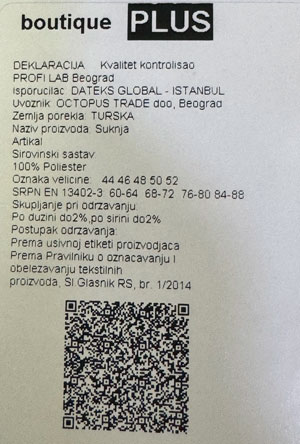 boutique PLUS
DEKLARACIJA Kvalitet kontrolisao
PROFI LAB Beograd
isporucilac DATEKS GLOBAL - ISTANBUL
Uvoznik OCTOPUS TRADE doo, Beograd
Zemlja porekla: TURSKA
Naziv proizvoda: Suknja
Artikal
Sirovinski sastav
100% Poliester
Oznaka velicine: 44 46 48 50 52
SRPN EN 13402-3 60-64 68-72 76-80 84-88
Skupljanje pri odrzavanju:
Po duzini do2%,po sirini do2%
Postupak odrzavanja:
Prema usivnoj etiketi proizvodjaca
Prema Pravilniku o oznacavanju I
obelezavanju tekstilnih
proizvoda, Sl Glasnik RS, br. 1/2014